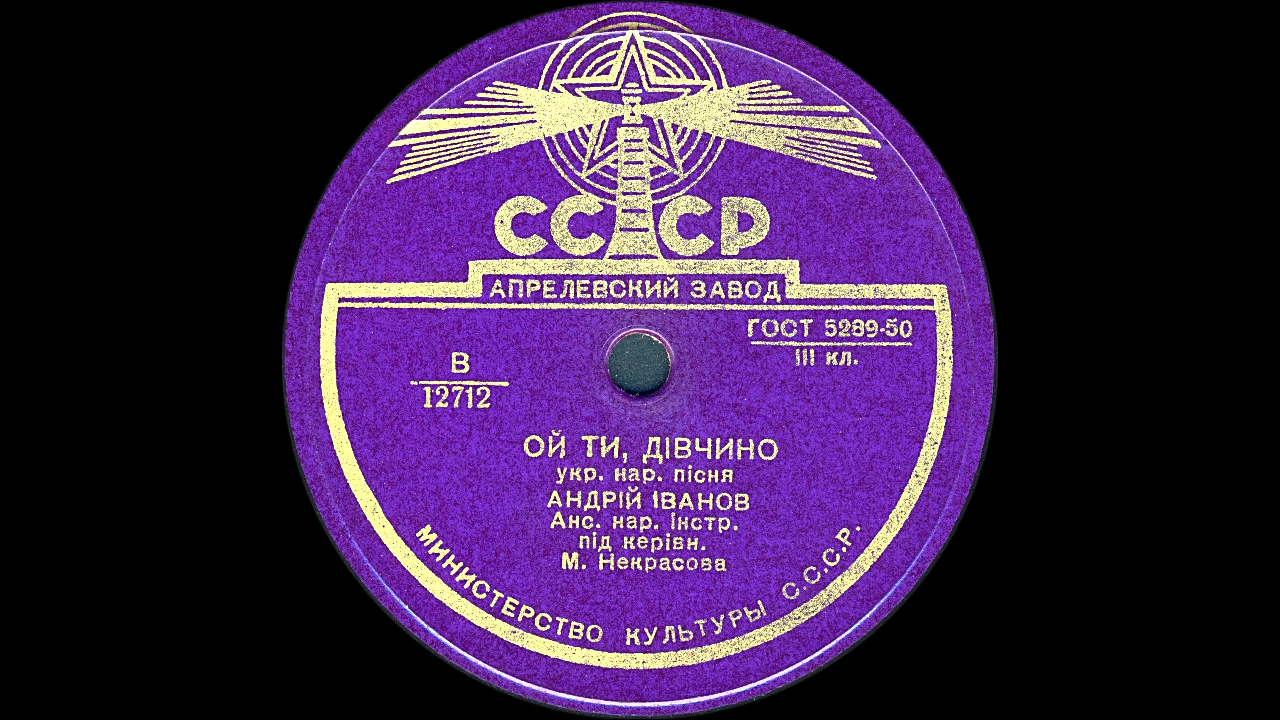 СССР
АПРЕЛЕВСКИЙ ЗАВОД
ГОСТ 5289-50
III кл.
В
12712
ОЙ ТИ, ДІВЧИНО
укр. нар. пісня
АНДРІЙ ІВАНОВ
Анс. нар. інстр.
під керівн.
М. Некрасова
МИНИСТЕРСТВО КУЛЬТУРЫ С.С.С.Р.